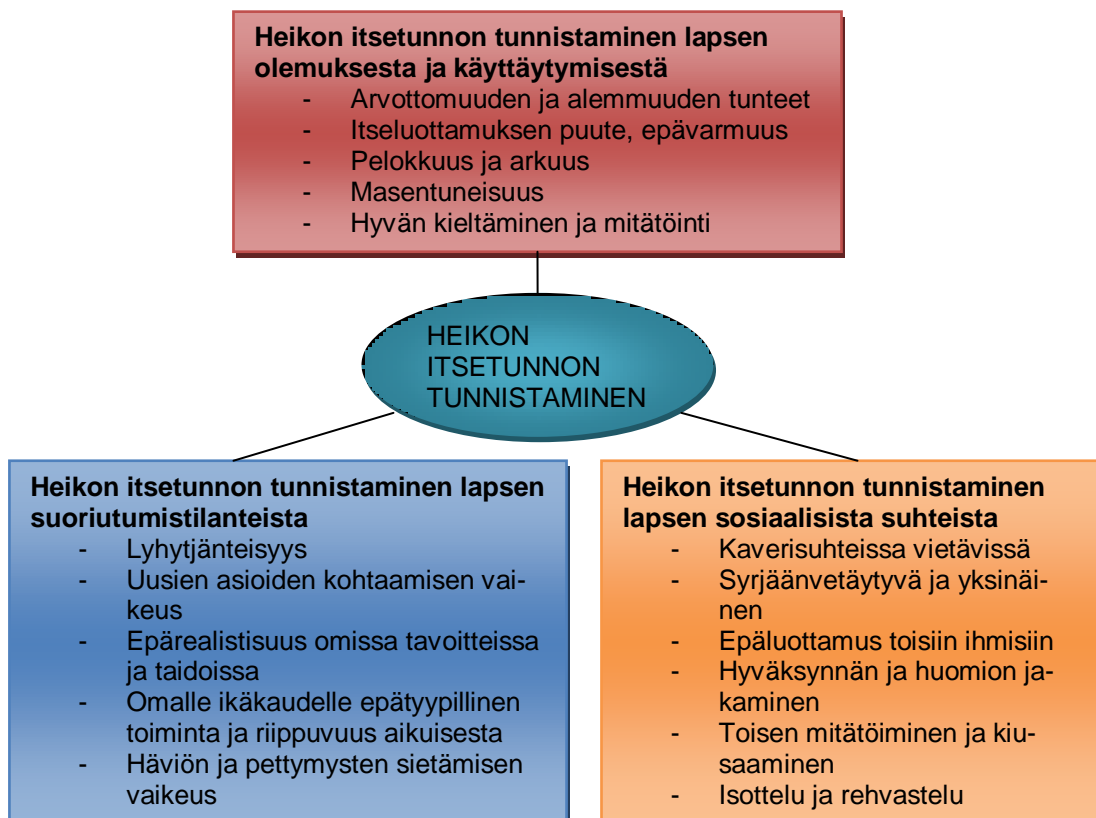 Heikon itsetunnon tunnistaminen lapsen
olemuksesta ja käyttäytymisestä
- Arvottomuuden ja alemmuuden tunteet
- Itseluottamuksen puute, epävarmuus
- Pelokkuus ja arkuus
- Masentuneisuus
- Hyvän kieltäminen ja mitätöinti
HEIKON
ITSETUNNON
TUNNISTAMINEN
Heikon itsetunnon tunnistaminen lapsen
suoriutumistilanteista
- Lyhytjänteisyys
- Uusien asioiden kohtaamisen vai-
keus
- Epärealistisuus omissa tavoitteissa
ja taidoissa
- Omalle ikäkaudelle epätyypillinen
toiminta ja riippuvuus aikuisesta
- Häviön ja pettymysten sietämisen
vaikeus
Heikon itsetunnon tunnistaminen
lapsen sosiaalisista suhteista
- Kaverisuhteissa vietävissä
- Syrjäänvetäytyvä ja yksinäi-
nen
- Epäluottamus toisiin ihmisiin
- Hyväksynnän ja huomion ja-
kaminen
- Toisen mitätöiminen ja kiu-
saaminen
- Isottelu ja rehvastelu